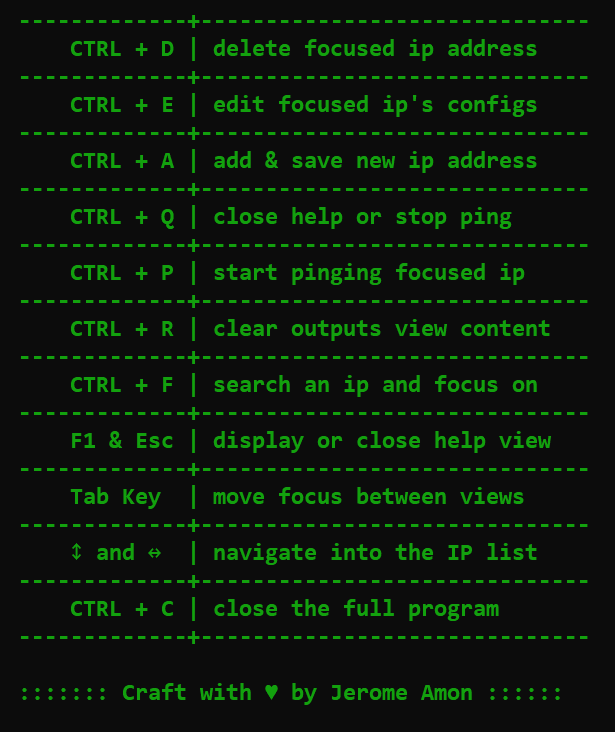 -------------+------------------------------
CTRL + D | delete focused ip address
-------------+------------------------------
CTRL + E | edit focused ip's configs
-------------+------------------------------
CTRL + A | add & save new ip address
-------------+------------------------------
CTRL + Q | close help or stop ping
-------------+------------------------------
CTRL + P | start pinging focused ip
-------------+------------------------------
CTRL + R | clear outputs view content
-------------+------------------------------
CTRL + F | search an ip and focus on
-------------+------------------------------
F1 & Esc | display or close help view
-------------+------------------------------
Tab Key | move focus between views
-------------+------------------------------
↕ and ↔ | navigate into the IP list
-------------+------------------------------
CTRL + C | close the full program
-------------+------------------------------
::::::: Craft with ♥ by Jerome Amon ::::::